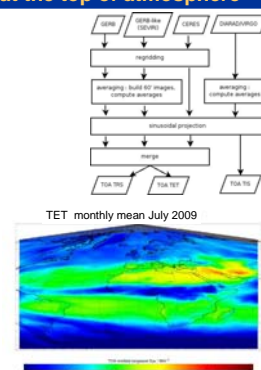 at the top of atmosphere
GERB
GERB-like
(SEVIRI)
CERES
DIARAD/VIRGO
regridding
averaging : build 60' images,
compute averages
averaging :
compute averages
sinusoidal projection
merge
TOA TRS
TOA TET
TOA TIS
TET monthly mean July 2009